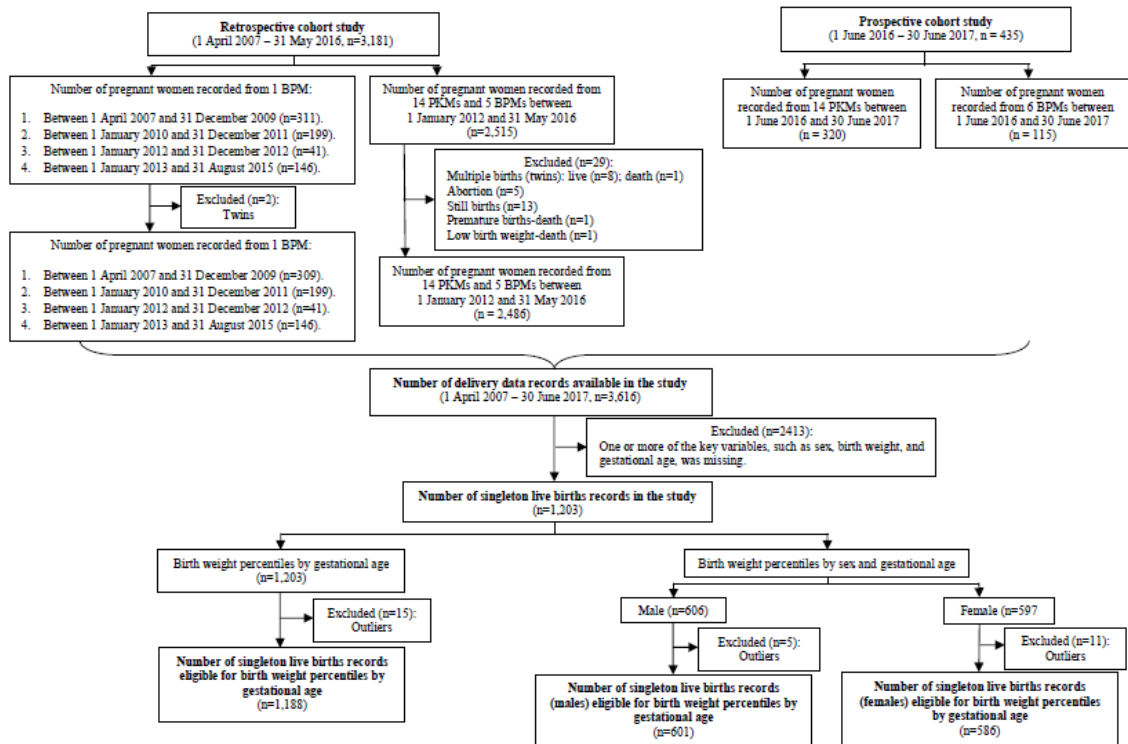 Retrospective cohort study
(1 April 2007 – 31 May 2016, n=3,181)
Prospective cohort study
(1 June 2016 – 30 June 2017, n = 435)
Number of pregnant women recorded from 1 BPM:
1. Between 1 April 2007 and 31 December 2009 (n=311).
2. Between 1 January 2010 and 31 December 2011 (n=199).
3. Between 1 January 2012 and 31 December 2012 (n=41).
4. Between 1 January 2013 and 31 August 2015 (n=146).
Number of pregnant women recorded from
14 PKMs and 5 BPMs between
1 January 2012 and 31 May 2016
(n=2,515)
Number of pregnant women
recorded from 14 PKMs between
1 June 2016 and 30 June 2017
(n = 320)
Number of pregnant women
recorded from 6 BPMs between
1 June 2016 and 30 June 2017
(n = 115)
Excluded (n=2):
Twins
Excluded (n=29):
Multiple births (twins): live (n=8); death (n=1)
Abortion (n=5)
Still births (n=13)
Premature births-death (n=1)
Low birth weight-death (n=1)
Number of pregnant women recorded from 1 BPM:
1. Between 1 April 2007 and 31 December 2009 (n=309).
2. Between 1 January 2010 and 31 December 2011 (n=199).
3. Between 1 January 2012 and 31 December 2012 (n=41).
4. Between 1 January 2013 and 31 August 2015 (n=146).
Number of pregnant women recorded from
14 PKMs and 5 BPMs between
1 January 2012 and 31 May 2016
(n = 2,486)
Number of delivery data records available in the study
(1 April 2007 – 30 June 2017, n=3,616)
Excluded (n=2413):
One or more of the key variables, such as sex, birth weight, and
gestational age, was missing.
Number of singleton live births records in the study
(n=1,203)
Birth weight percentiles by gestational age
(n=1,203)
Birth weight percentiles by sex and gestational age
Excluded (n=15):
Outliers
Male (n=606)
Female (n=597
Excluded (n=5):
Outliers
Excluded (n=11):
Outliers
Number of singleton live births records
eligible for birth weight percentiles by
gestational age
(n=1,188)
Number of singleton live births records
(males) eligible for birth weight percentiles by
gestational age
(n=601)
Number of singleton live births records
(females) eligible for birth weight percentiles
by gestational age
(n=586)